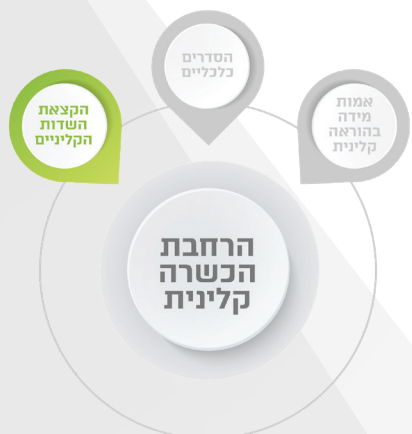 הסדרים
כלכליים
אמות
מידה
בהוראה
קלינית
הקצאת
השדות
הקליניים
הרחבת
הכשרה
קלינית